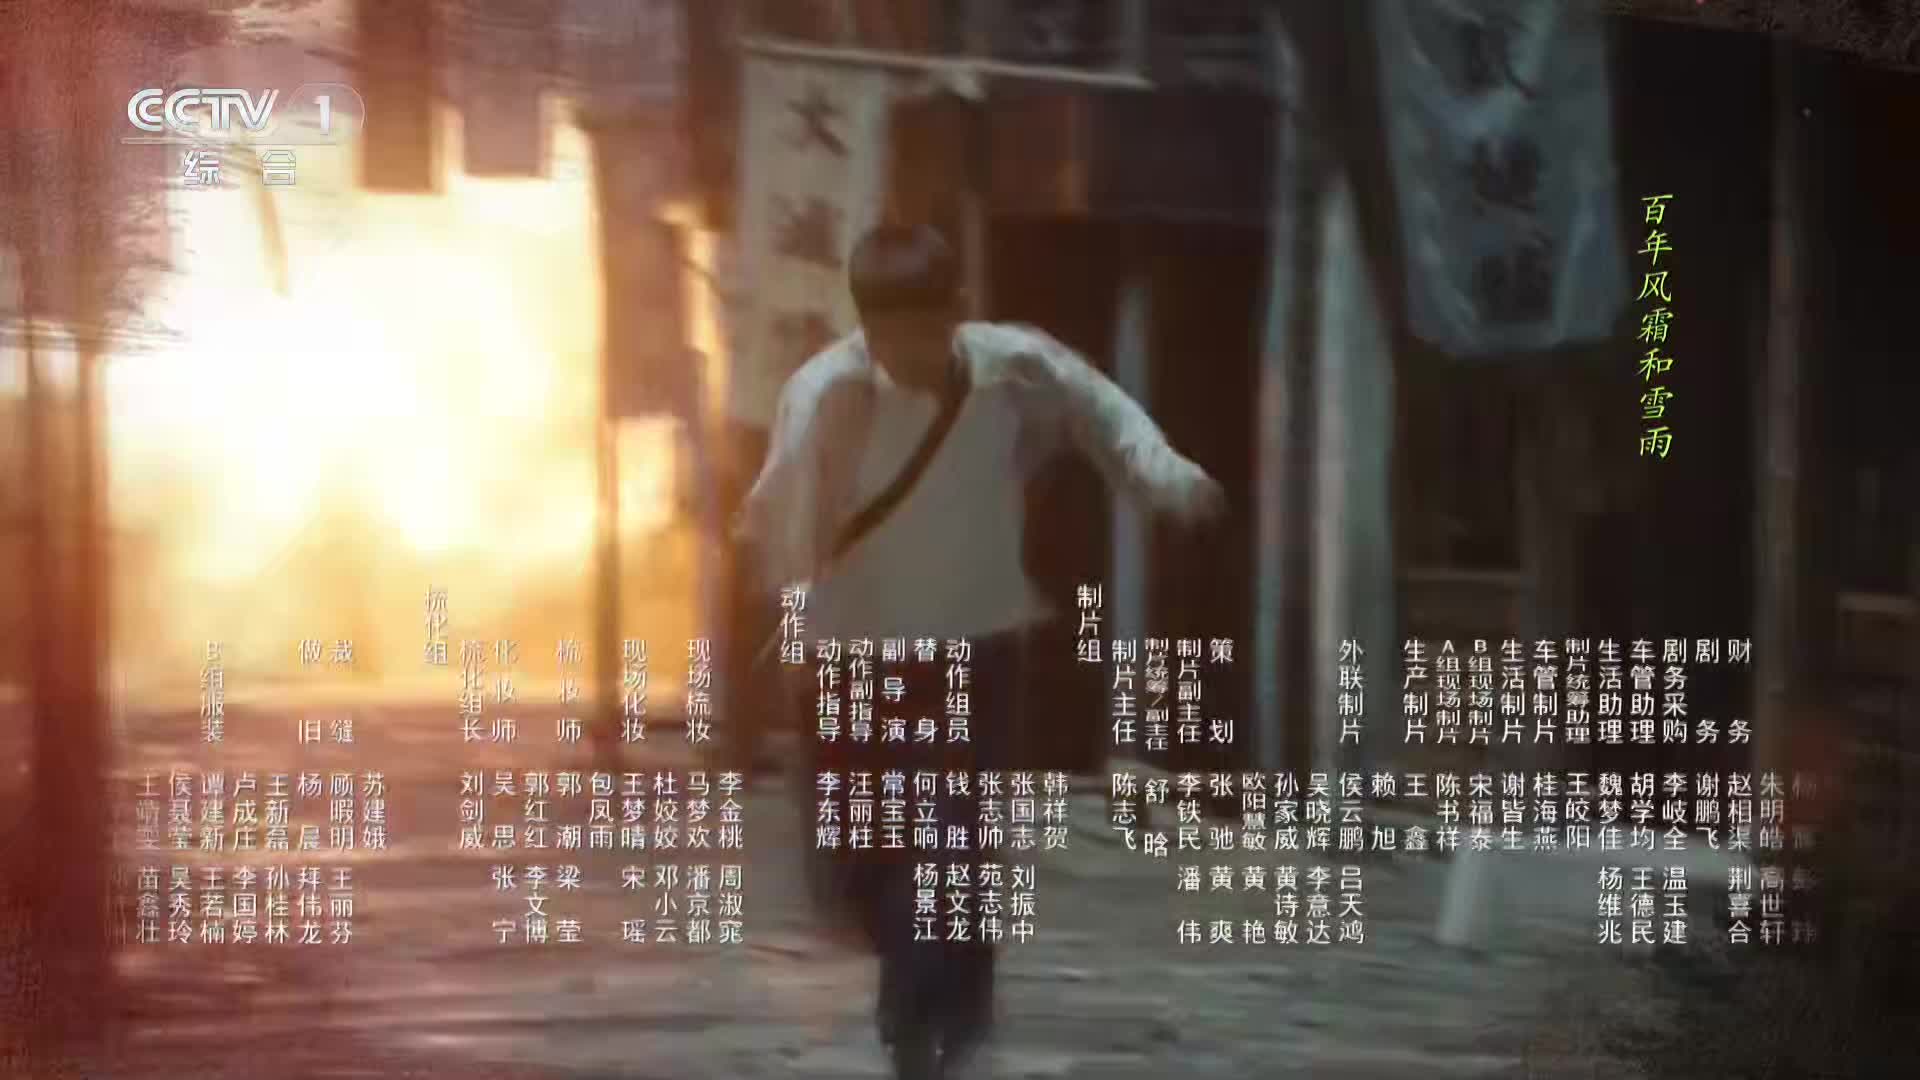 CCTV 1
综合
百年风霜和雪雨
B组服装
做旧
裁缝
侯聂莹 吴秀玲
谭建新 王若楠
卢成庄 李国婷
王新磊 孙桂林
杨晨 拜伟龙
顾暇明 王丽芬
苏建娥
梳化组
梳化组长 刘剑威
化妆师 吴思 张宁
郭红红 李文博
梳妆师 郭潮 梁莹
包凤雨
现场化妆 王梦晴 宋瑶
杜姣姣 邓小云
现场梳妆 马梦欢 潘京都
李金桃 周淑霓
动作组
动作指导 李东辉
动作副指导 汪丽柱
副导演 常宝玉
替身 何立响 杨景江
动作组员 钱胜 赵文龙
张志帅 苑志伟
张国志 刘振中
韩祥贺
制片组
制片主任 陈志飞
制片统筹/副主任 舒晗
制片副主任 李铁民 潘伟
策划 张驰 黄爽
欧阳慧敏 黄艳
孙家威 黄诗敏
吴晓辉 李意达
外联制片 侯云鹏 吕天鸿
赖旭
生产制片 王鑫
A组现场制片 陈书祥
B组现场制片 宋福泰
生活制片 谢皆生
车管制片 桂海燕
制片统筹助理 王皎阳
生活助理 魏梦佳 杨维兆
车管助理 胡学均 王德民
剧务采购 李岐全 温玉建
剧务 谢鹏飞
财务 赵相渠 荆喜合
朱明皓 高世轩